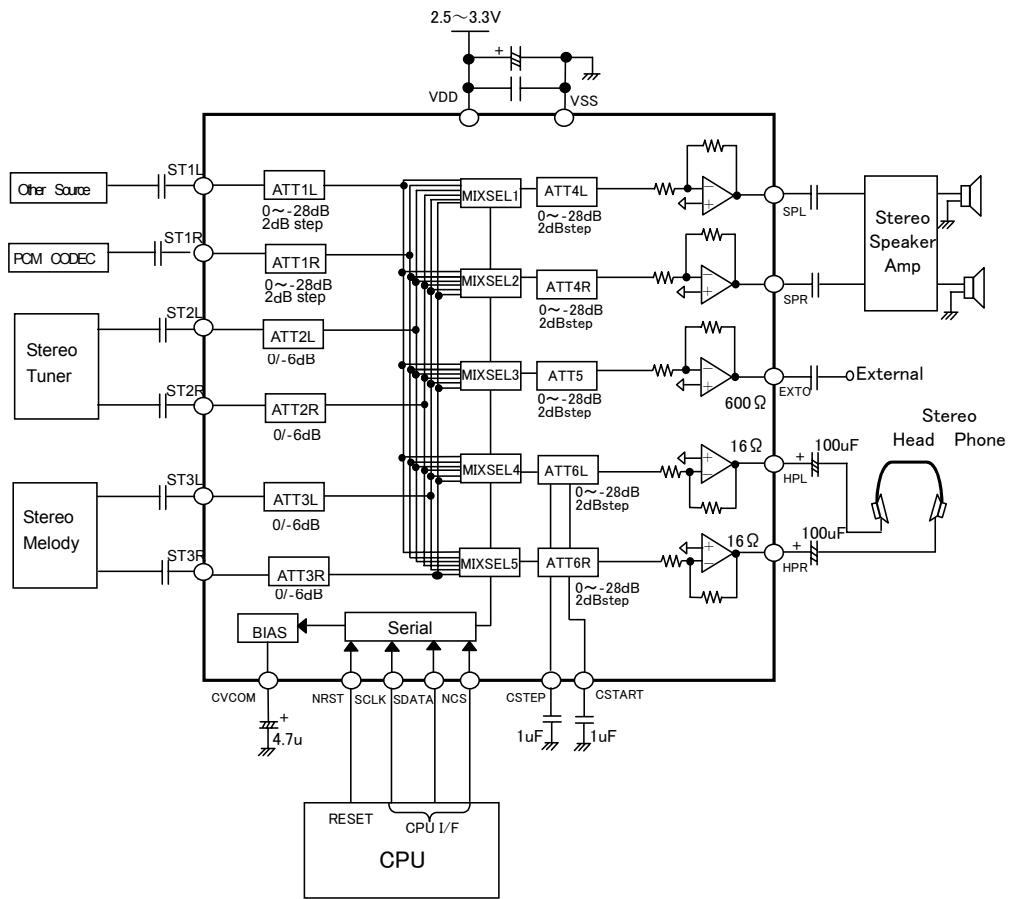 2.5～3.3V
+
VDD
VSS
Other Source
ST1L
ATT1L
0～-28dB
2dB step
MIXSEL1
ATT4L
0～-28dB
2dBstep
−
+
SPL
Stereo
Speaker
Amp
PCM CODEC
ST1R
ATT1R
0～-28dB
2dB step
MIXSEL2
ATT4R
0～-28dB
2dBstep
−
+
SPR
Stereo
Tuner
ST2L
ATT2L
0/-6dB
ST2R
ATT2R
0/-6dB
MIXSEL3
ATT5
0～-28dB
2dBstep
−
+
600Ω
EXTO
External
Stereo
Head Phone
Stereo
Melody
ST3L
ATT3L
0/-6dB
ST3R
ATT3R
0/-6dB
MIXSEL4
ATT6L
0～-28dB
2dBstep
+
−
16Ω
HPL
+
100uF
MIXSEL5
ATT6R
0～-28dB
2dBstep
+
−
16Ω
HPR
+
100uF
BIAS
Serial
CVCOM
NRST
SCLK
SDATA
NCS
CSTEP
CSTART
+
4.7u
1uF
1uF
RESET
CPU I/F
CPU